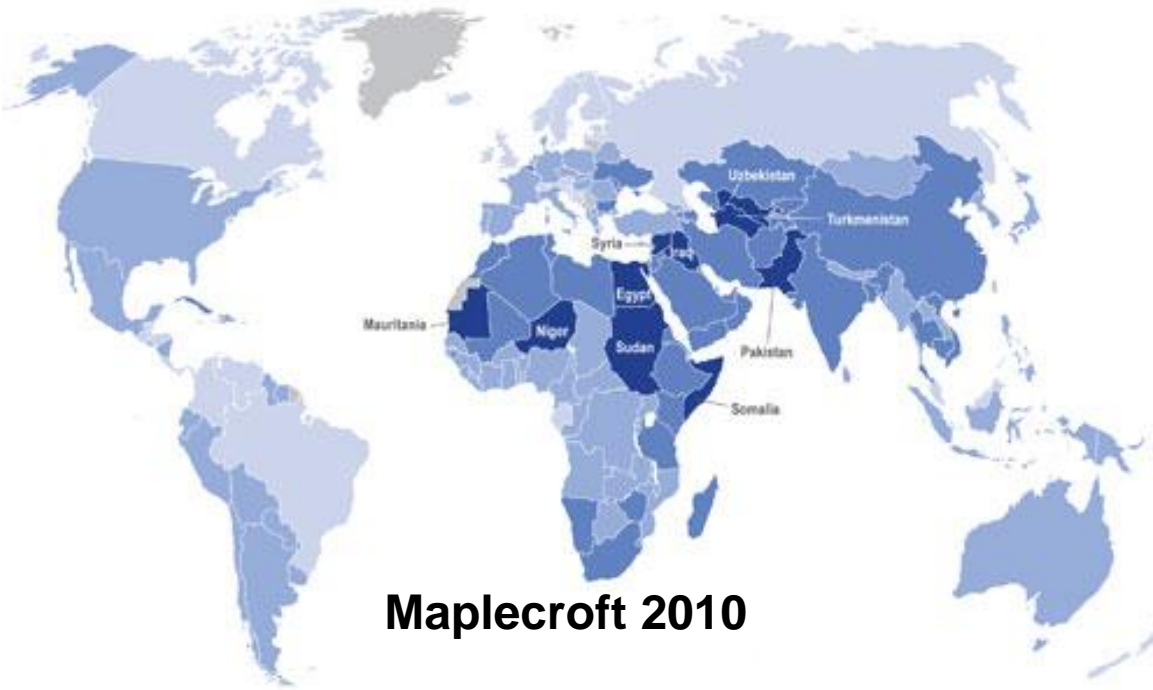 Uzbekistan
Turkmenistan
Syria
Iraq
Egypt
Mauritania
Niger
Sudan
Pakistan
Somalia
Maplecroft 2010